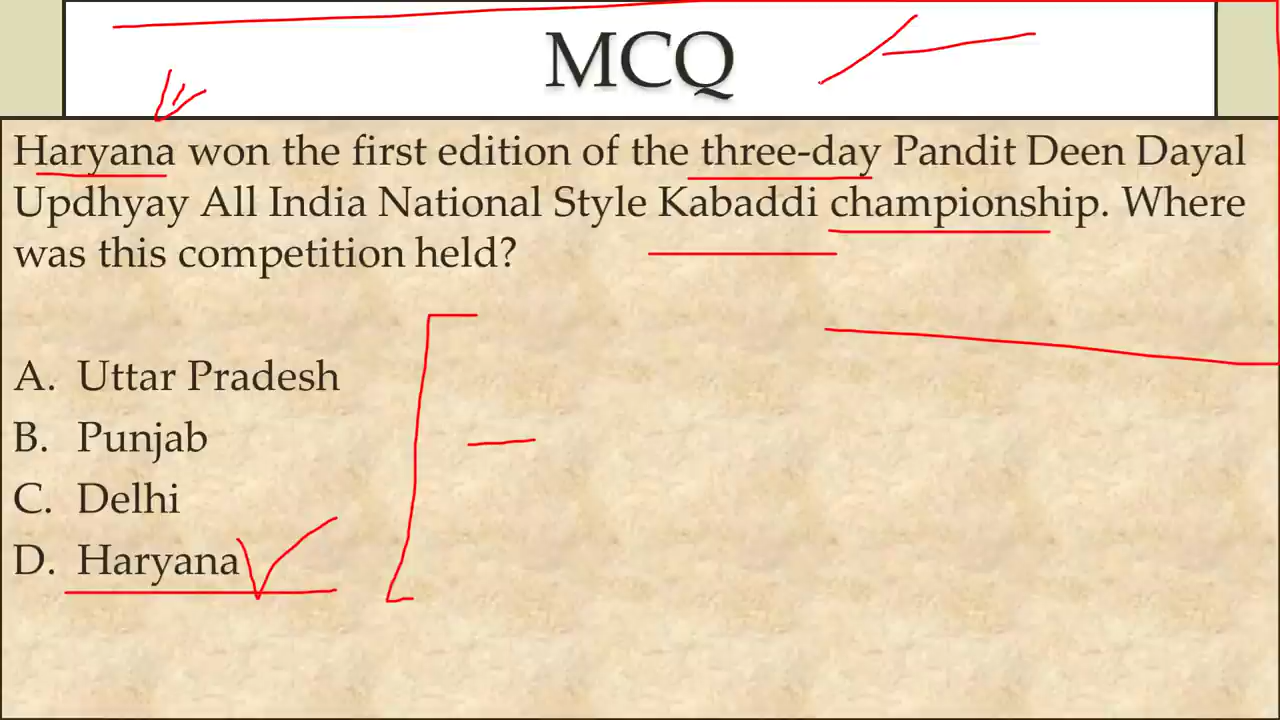 MCQ
Haryana won the first edition of the three-day Pandit Deen Dayal
Updhyay All India National Style Kabaddi championship. Where
was this competition held?
A. Uttar Pradesh
B. Punjab
C. Delhi
D. Haryana